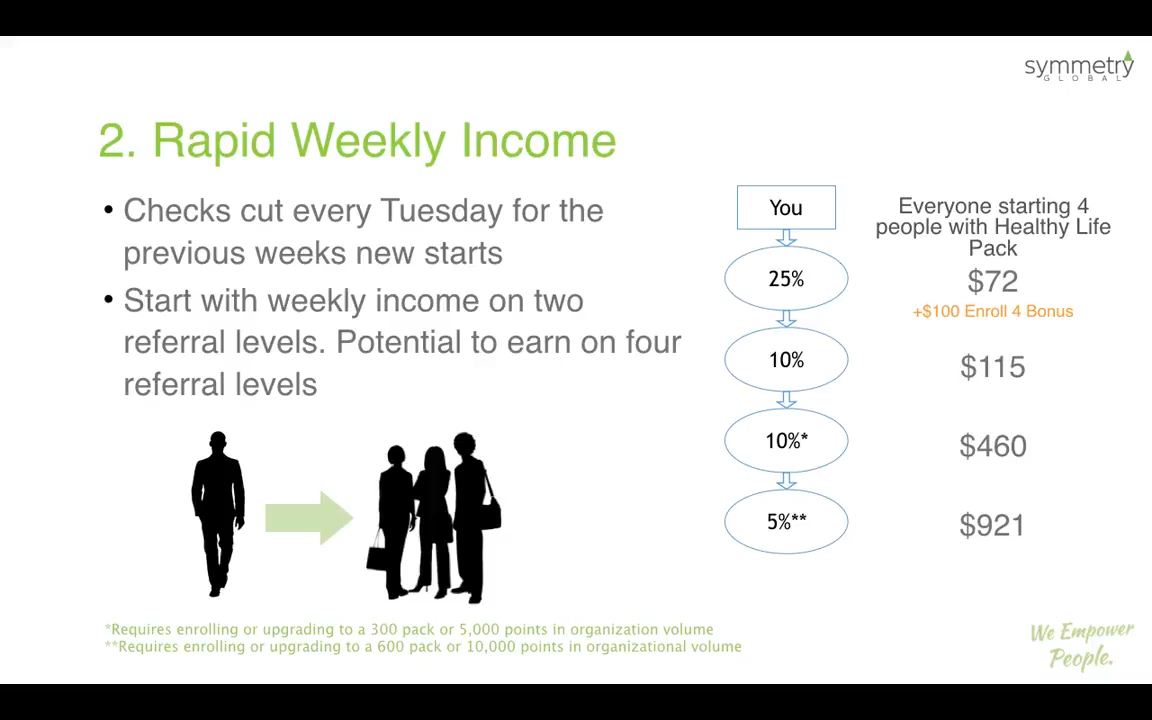 symmetry
GLOBAL
2. Rapid Weekly Income
• Checks cut every Tuesday for the
previous weeks new starts
• Start with weekly income on two
referral levels. Potential to earn on four
referral levels
You
25%
10%
10%*
5%**
Everyone starting 4
people with Healthy Life
Pack
$72
+$100 Enroll 4 Bonus
$115
$460
$921
*Requires enrolling or upgrading to a 300 pack or 5,000 points in organization volume
**Requires enrolling or upgrading to a 600 pack or 10,000 points in organizational volume
We Empower
People.